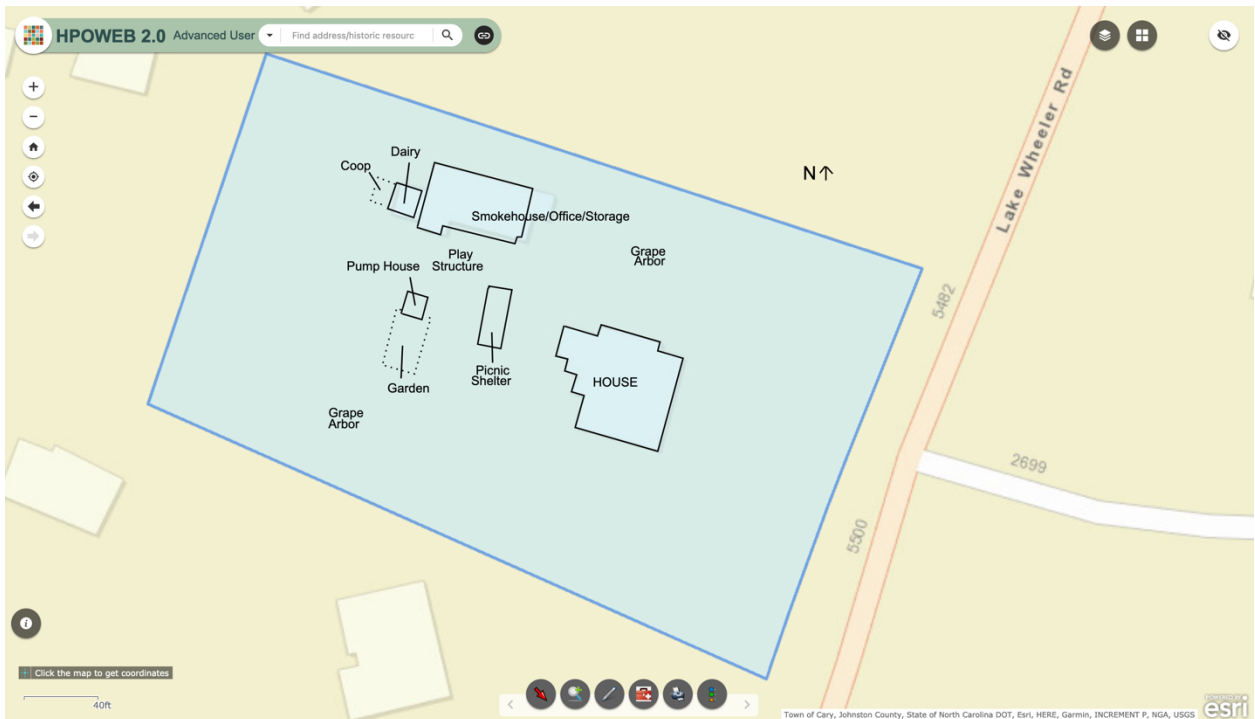 HPOWEB 2.0 Advanced User
Find address/historic resourc
N↑
Lake Wheeler Rd
Dairy
Coop
Smokehouse/Office/Storage
Grape
Arbor
Play
Structure
Pump House
5482
HOUSE
Picnic
Shelter
Garden
Grape
Arbor
2699
5500
Click the map to get coordinates
40ft
Town of Cary, Johnston County, State of North Carolina DOT, Esri, HERE, Garmin, INCREMENT P, NGA, USGS
esri